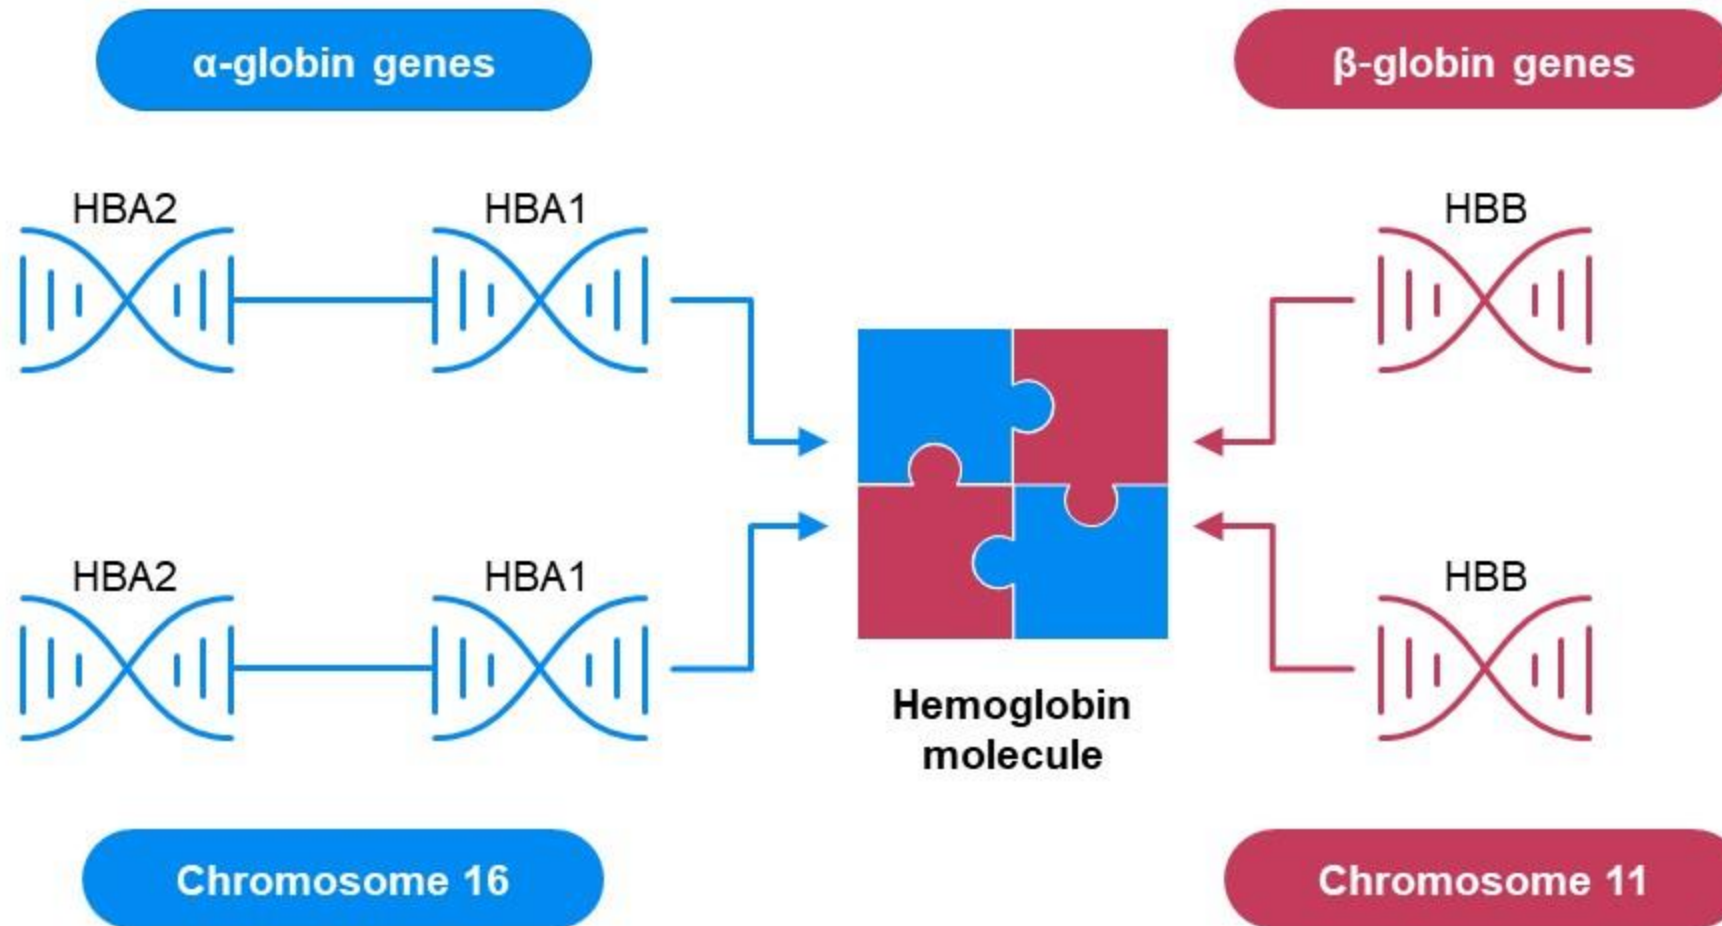 α-globin genes
β-globin genes
HBA2
HBA1
HBB
HBA2
HBA1
HBB
Hemoglobin
molecule
Chromosome 16
Chromosome 11